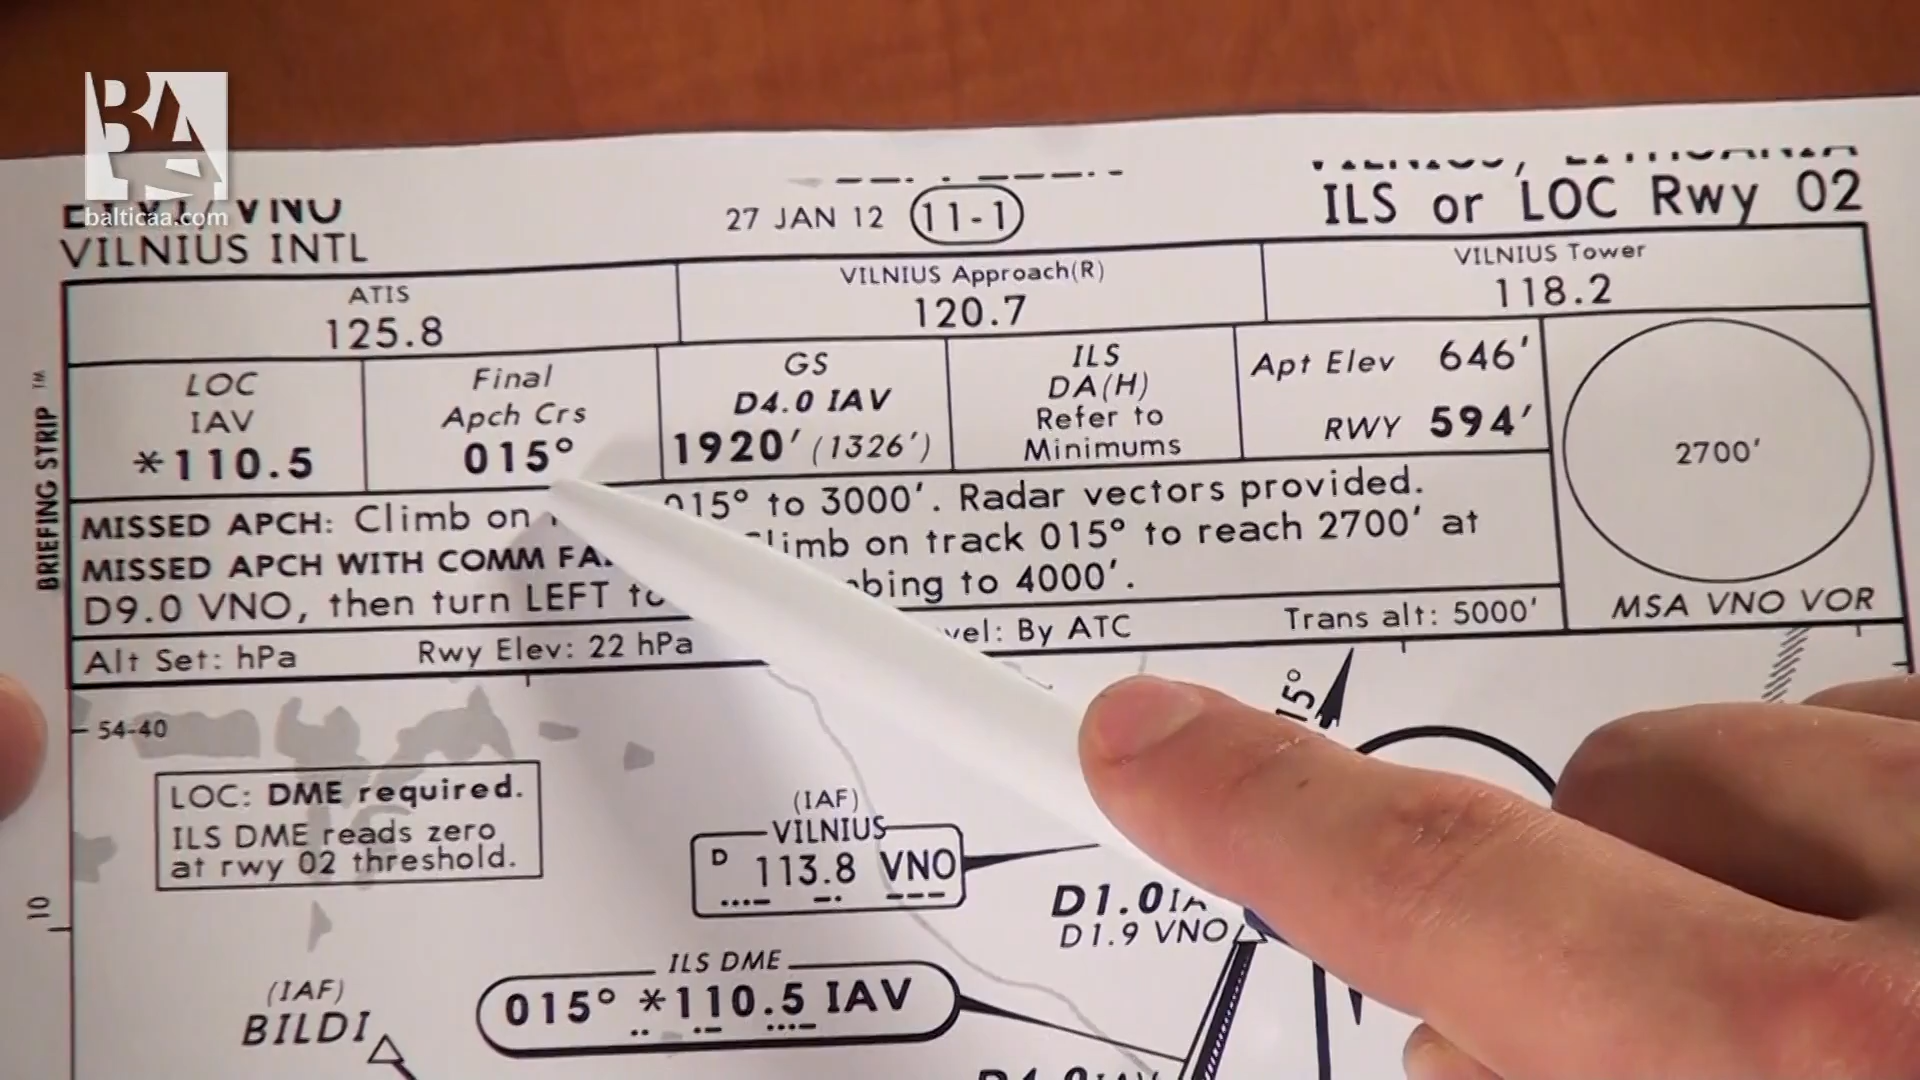 BA
balticaa.com
VNO
VILNIUS INTL
27 JAN 12
11-1
ILS or LOC Rwy 02
BRIEFING STRIP ™
ATIS
125.8
VILNIUS Approach(R)
120.7
VILNIUS Tower
118.2
LOC
IAV
*110.5
Final
Apch Crs
015°
GS
D4.0 IAV
1920' (1326')
ILS
DA(H)
Refer to
Minimums
Apt Elev 646'
RWY 594'
2700'
MSA VNO VOR
MISSED APCH: Climb on 015° to 3000'. Radar vectors provided.
MISSED APCH WITH COMM on track 015° to reach 2700' at
D9.0 VNO, then turn LEFT to 4000'.
Alt Set: hPa
Rwy Elev: 22 hPa
By ATC
Trans alt: 5000'
54-40
LOC: DME required.
ILS DME reads zero
at rwy 02 threshold.
(IAF)
VILNIUS
D 113.8 VNO
D1.0
D1.9 VNO
10
ILS DME
015° *110.5 IAV
(IAF)
BILDI